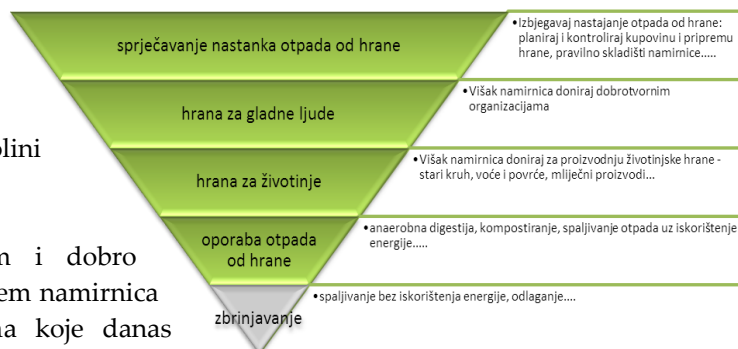 sprječavanje nastanka otpada od hrane
•Izbjegavaj nastajanje otpada od hrane:
planiraj i kontroliraj kupovinu i pripremu
hrane, pravilno skladišti namirnice.....
hrana za gladne ljude
•Višak namirnica doniraj dobrotvornim
organizacijama
hrana za životinje
•Višak namirnica doniraj za proizvodnju životinjske hrane -
stari kruh, voće i povrće, mliječni proizvodi...
oporaba otpada
od hrane
•anaerobna digestija, kompostiranje, spaljivanje otpada uz iskorištenje
energije.....
zbrinjavanje
•spaljivanje bez iskorištenja energije, odlaganje....
i dobro
namirnica
koje danas